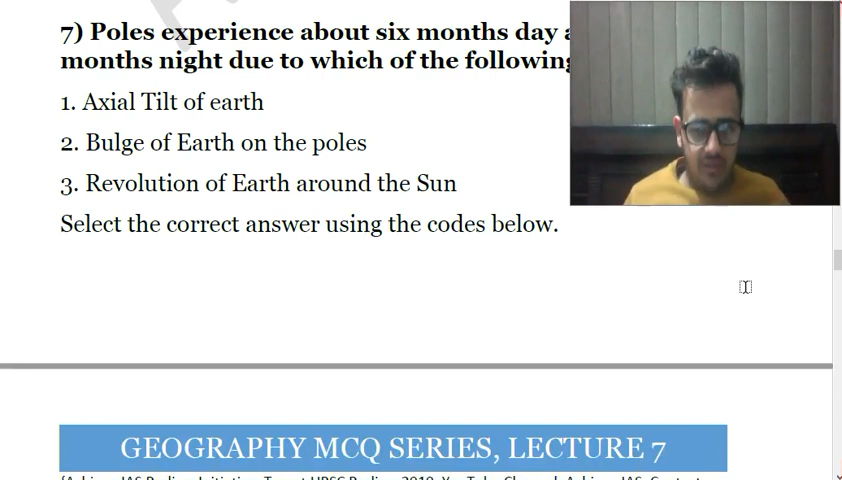 7) Poles experience about six months day a
months night due to which of the following
1. Axial Tilt of earth
2. Bulge of Earth on the poles
3. Revolution of Earth around the Sun
Select the correct answer using the codes below.
GEOGRAPHY MCQ SERIES, LECTURE 7